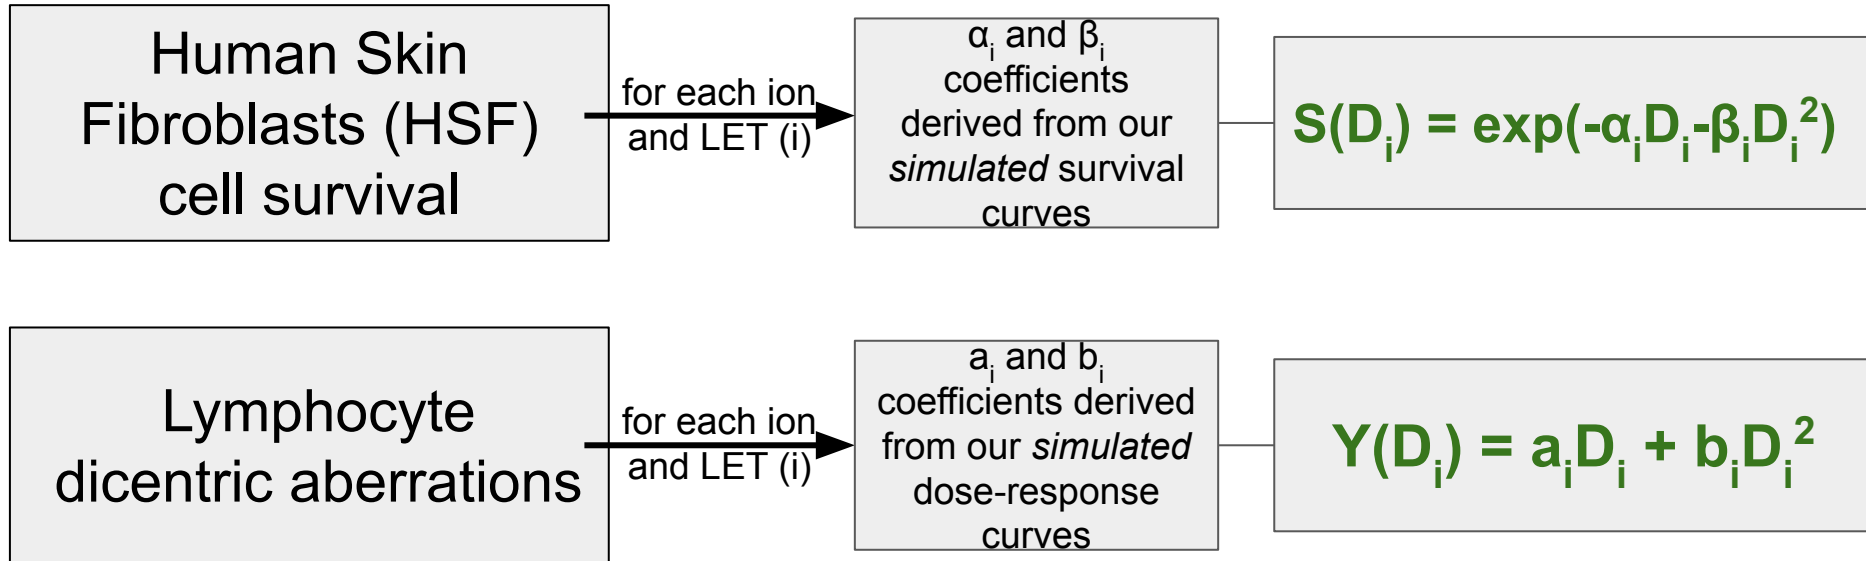 Human Skin
Fibroblasts (HSF)
cell survival
for each ion
and LET (i)
αᵢ and βᵢ
coefficients
derived from our
simulated survival
curves
S(Dᵢ) = exp(-αᵢDᵢ-βᵢDᵢ²)
Lymphocyte
dicentric aberrations
for each ion
and LET (i)
aᵢ and bᵢ
coefficients derived
from our simulated
dose-response
curves
Y(Dᵢ) = aᵢDᵢ + bᵢDᵢ²